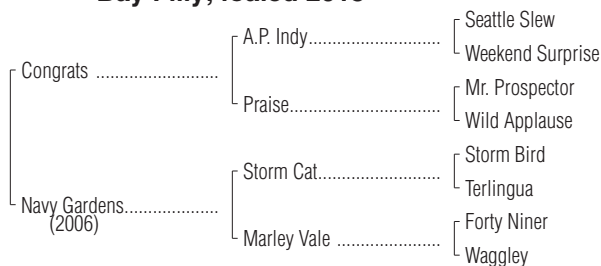 Bay Filly; foaled
Seattle Slew
A.P. Indy
Weekend Surprise
Congrats
Mr. Prospector
Praise
Wild Applause
Storm Bird
Storm Cat
Terlingua
Navy Gardens
(2006)
Forty Niner
Marley Vale
Waggley